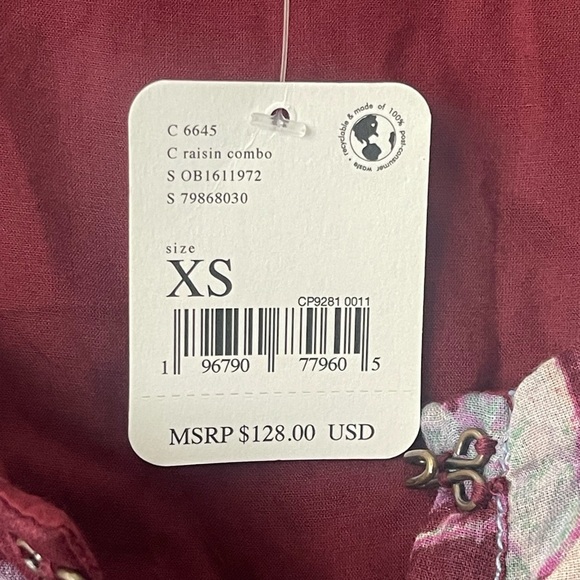 C 6645
C raisin combo
S OB1611972
S 79868030
recyclable & made of 100% post-consumer waste •
size
XS
CP9281 0011
1 96790 77960 5
MSRP $128.00 USD